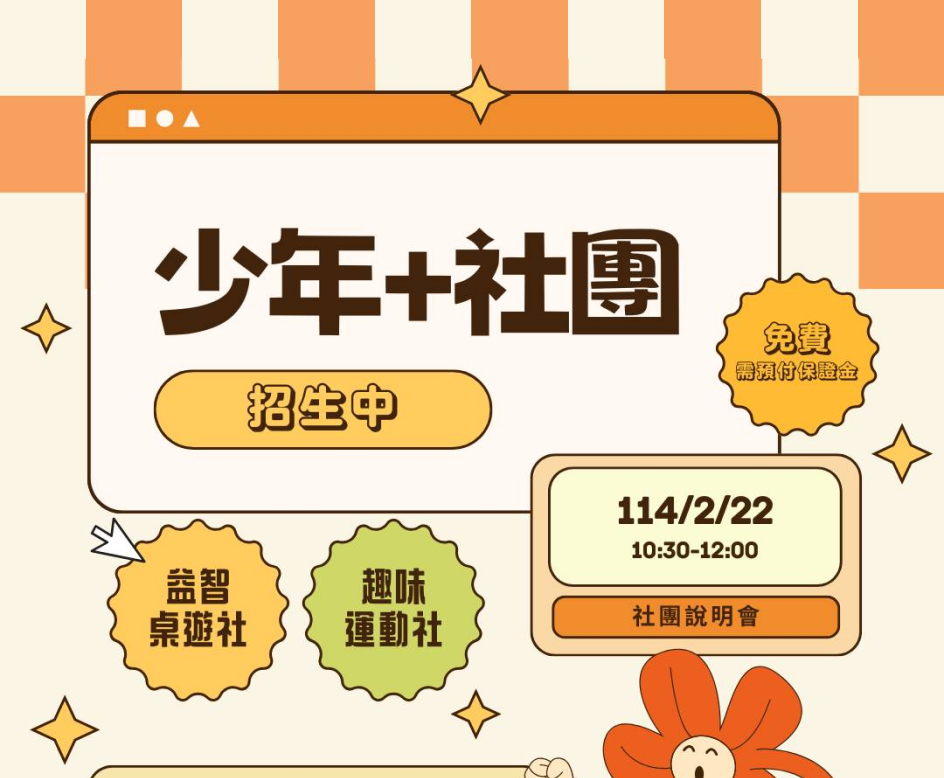 少年+社團
招生中
免費
需預付保證金
114/2/22
10:30-12:00
社團說明會
益智
桌遊社
趣味
運動社